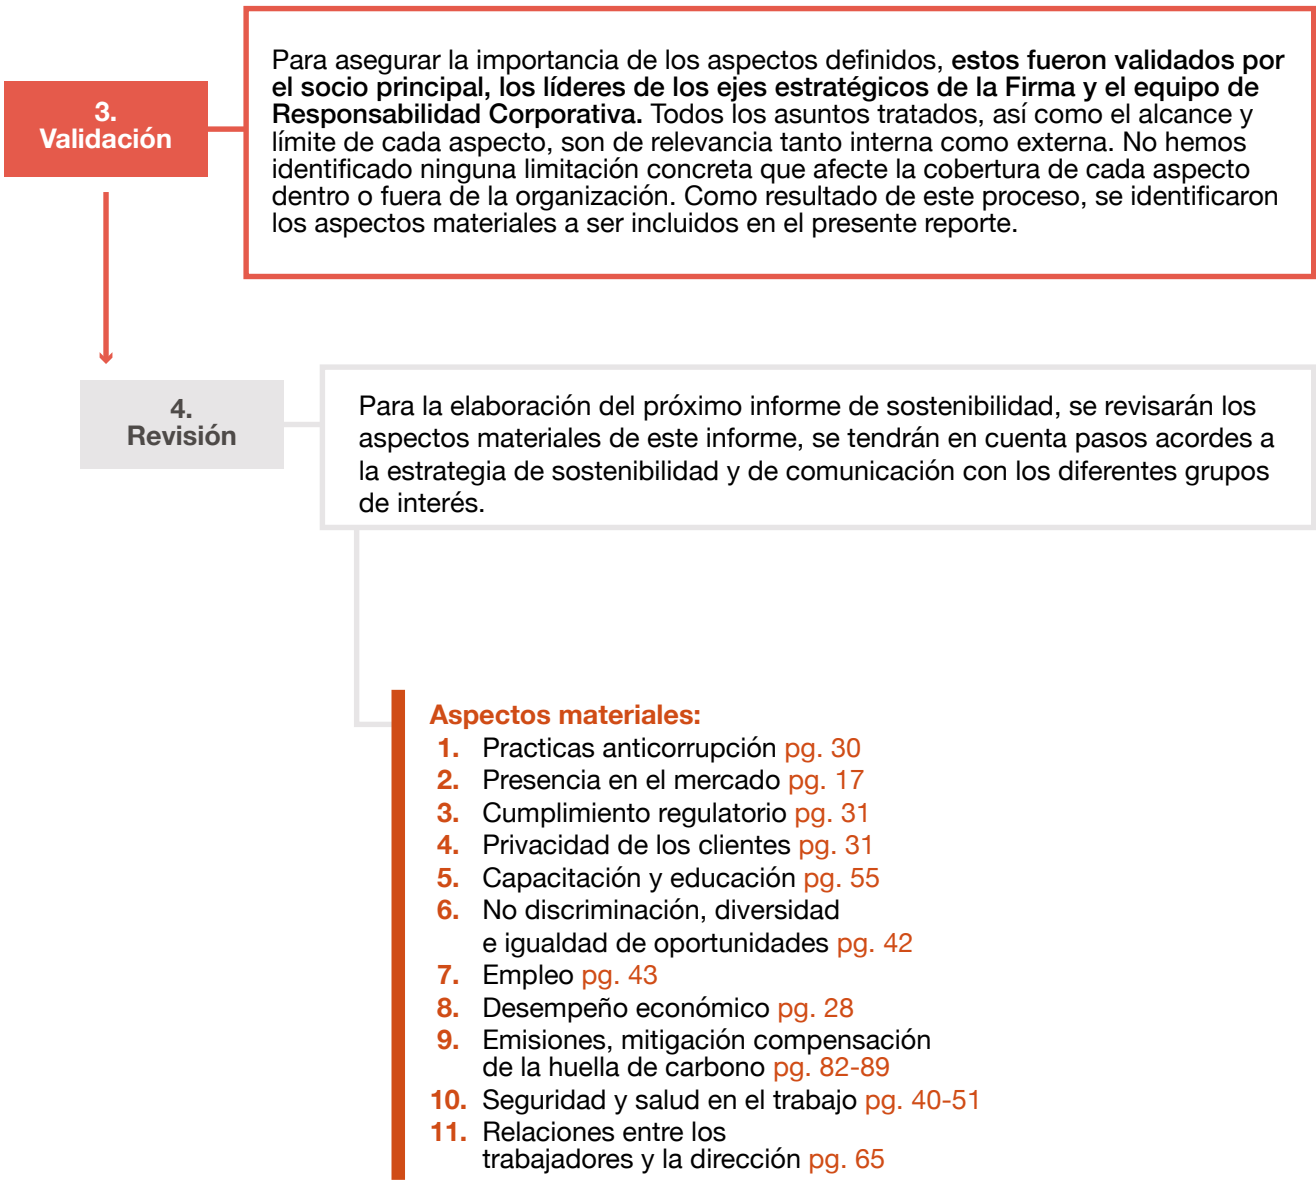 3.
Validación
Para asegurar la importancia de los aspectos definidos, estos fueron validados por
el socio principal, los líderes de los ejes estratégicos de la Firma y el equipo de
Responsabilidad Corporativa. Todos los asuntos tratados, así como el alcance y
límite de cada aspecto, son de relevancia tanto interna como externa. No hemos
identificado ninguna limitación concreta que afecte la cobertura de cada aspecto
dentro o fuera de la organización. Como resultado de este proceso, se identificaron
los aspectos materiales a ser incluidos en el presente reporte.
4.
Revisión
Para la elaboración del próximo informe de sostenibilidad, se revisarán los
aspectos materiales de este informe, se tendrán en cuenta pasos acordes a
la estrategia de sostenibilidad y de comunicación con los diferentes grupos
de interés.
Aspectos materiales:
1. Practicas anticorrupción pg. 30
2. Presencia en el mercado pg. 17
3. Cumplimiento regulatorio pg. 31
4. Privacidad de los clientes pg. 31
5. Capacitación y educación pg. 55
6. No discriminación, diversidad
e igualdad de oportunidades pg. 42
7. Empleo pg. 43
8. Desempeño económico pg. 28
9. Emisiones, mitigación compensación
de la huella de carbono pg. 82-89
10. Seguridad y salud en el trabajo pg. 40-51
11. Relaciones entre los
trabajadores y la dirección pg. 65